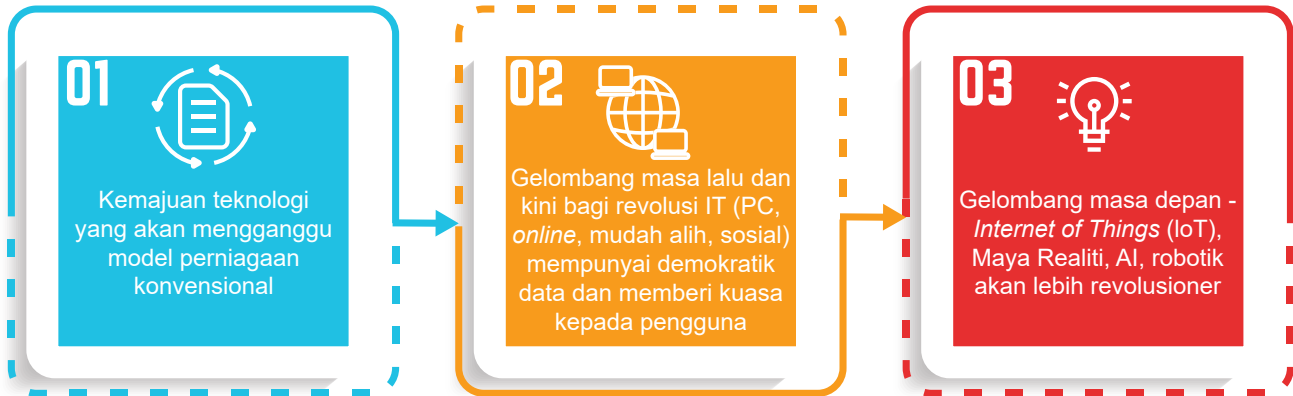 01
Kemajuan teknologi
yang akan mengganggu
model perniagaan
konvensional
02
Gelombang masa lalu dan
kini bagi revolusi IT (PC,
online, mudah alih, sosial)
mempunyai demokratik
data dan memberi kuasa
kepada pengguna
03
Gelombang masa depan -
Internet of Things (IoT),
Maya Realiti, AI, robotik
akan lebih revolusioner